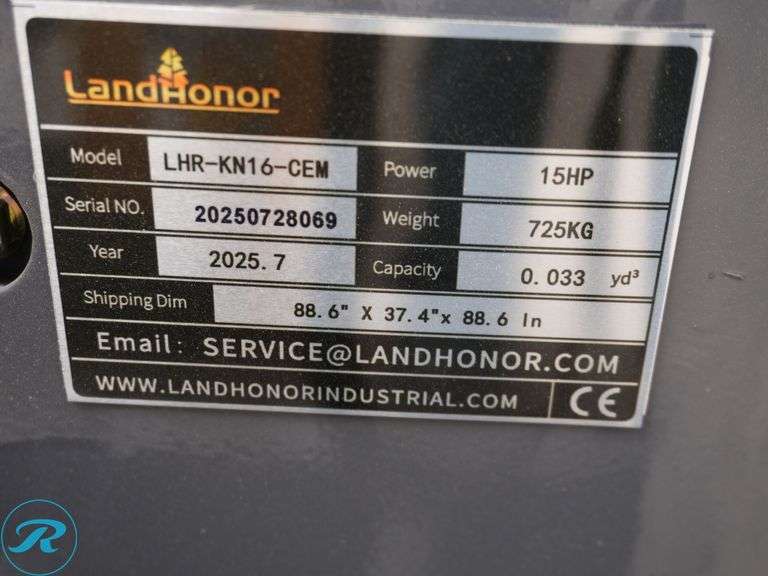 LandHonor
Model LHR-KN16-CEM Power 15HP
Serial NO. 20250728069 Weight 725KG
Year 2025.7 Capacity 0.033 yd³
Shipping Dim 88.6" X 37.4"x 88.6 In
Email: SERVICE@LANDHONOR.COM
WWW.LANDHONORINDUSTRIAL.COM CE
R